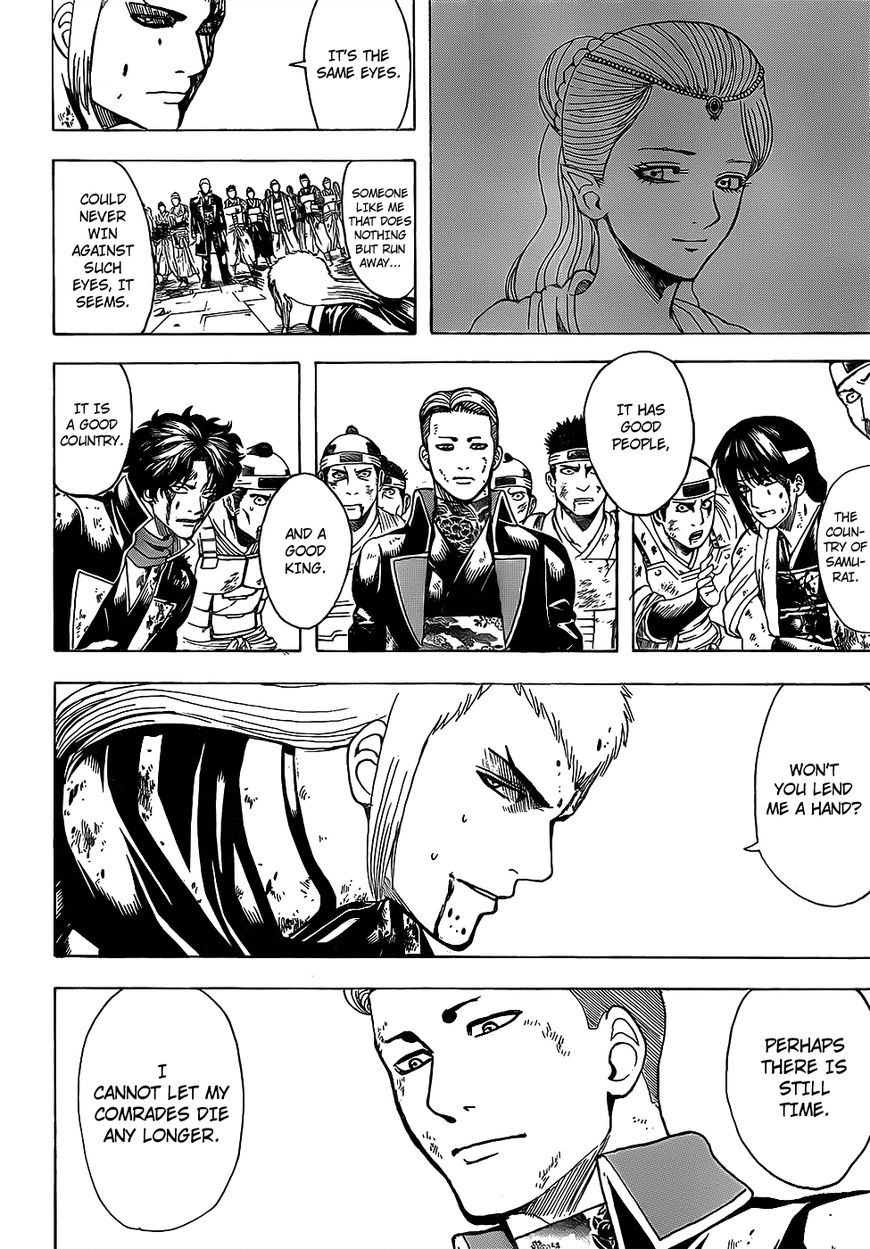 IT'S THE
SAME EYES.
SOMEONE
LIKE ME
THAT DOES
NOTHING
BUT RUN
AWAY...
COULD
NEVER
WIN
AGAINST
SUCH
EYES, IT
SEEMS.
THE
COUN-
TRY OF
SAMU-
RAI.
IT HAS
GOOD
PEOPLE,
AND A
GOOD
KING.
IT IS
A GOOD
COUNTRY.
WON'T
YOU LEND
ME A HAND?
PERHAPS
THERE IS
STILL
TIME.
I
CANNOT LET MY
COMRADES DIE
ANY LONGER.